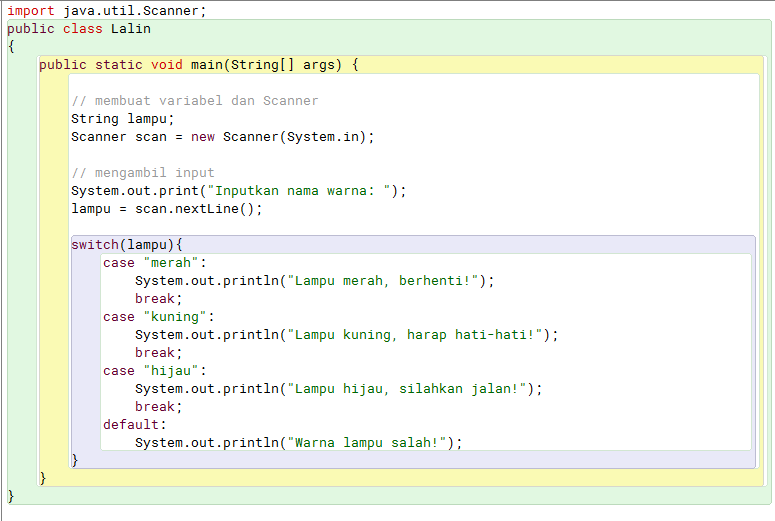 import java.util.Scanner;
public class Lalin
{
    public static void main(String[] args) {

        // membuat variabel dan Scanner
        String lampu;
        Scanner scan = new Scanner(System.in);

        // mengambil input
        System.out.print("Inputkan nama warna: ");
        lampu = scan.nextLine();

        switch(lampu){
            case "merah":
                System.out.println("Lampu merah, berhenti!");
                break;
            case "kuning":
                System.out.println("Lampu kuning, harap hati-hati!");
                break;
            case "hijau":
                System.out.println("Lampu hijau, silahkan jalan!");
                break;
            default:
                System.out.println("Warna lampu salah!");
        }
    }
}